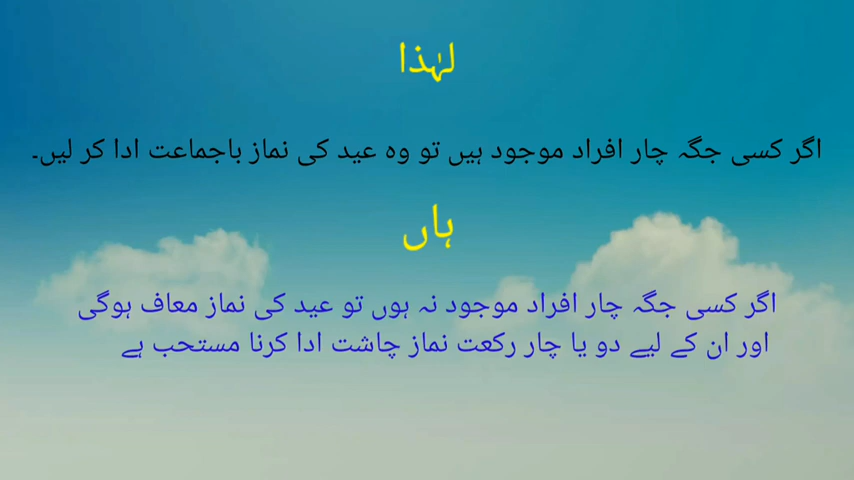 لہٰذا
اگر کسی جگہ چار افراد موجود ہیں تو وہ عید کی نماز باجماعت ادا کر لیں۔
ہاں
اگر کسی جگہ چار افراد موجود نہ ہوں تو عید کی نماز معاف ہوگی
اور ان کے لیے دو یا چار رکعت نماز چاشت ادا کرنا مستحب ہے